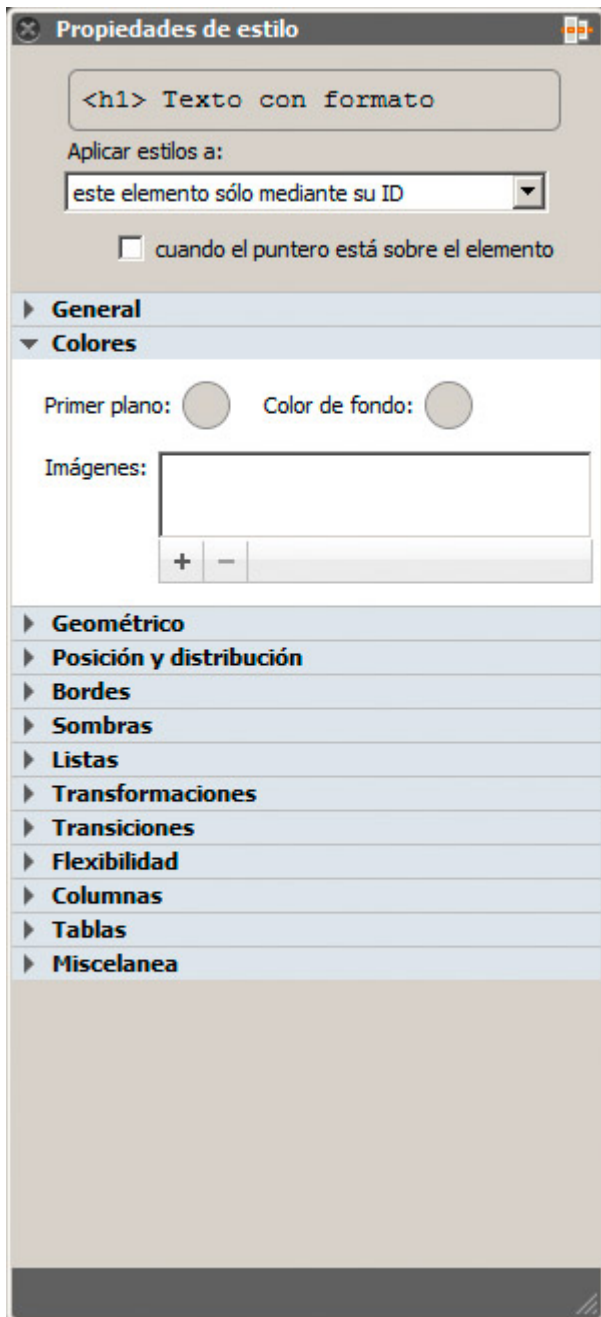 Propiedades de estilo
<h1> Texto con formato
Aplicar estilos a:
este elemento sólo mediante su ID
cuando el puntero está sobre el elemento
General
Colores
Primer plano: Color de fondo:
Imágenes:
+ −
Geométrico
Posición y distribución
Bordes
Sombras
Listas
Transformaciones
Transiciones
Flexibilidad
Columnas
Tablas
Miscelanea